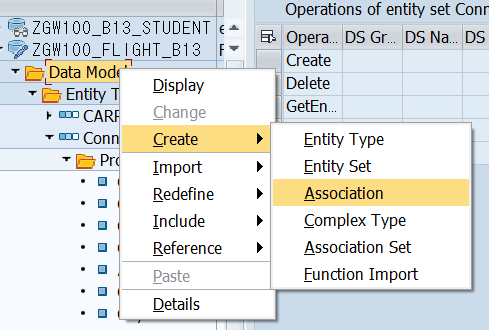 Operations of entity set Conn
ZGW100_B13_STUDENT
ZGW100_FLIGHT_B13
Opera... DS Gr... DS Na...
Create
Delete
GetEn...
Data Model
Entity T
CARR
Conn
Pro
Display
Change
Create
Import
Redefine
Include
Reference
Paste
Details
Entity Type
Entity Set
Association
Complex Type
Association Set
Function Import